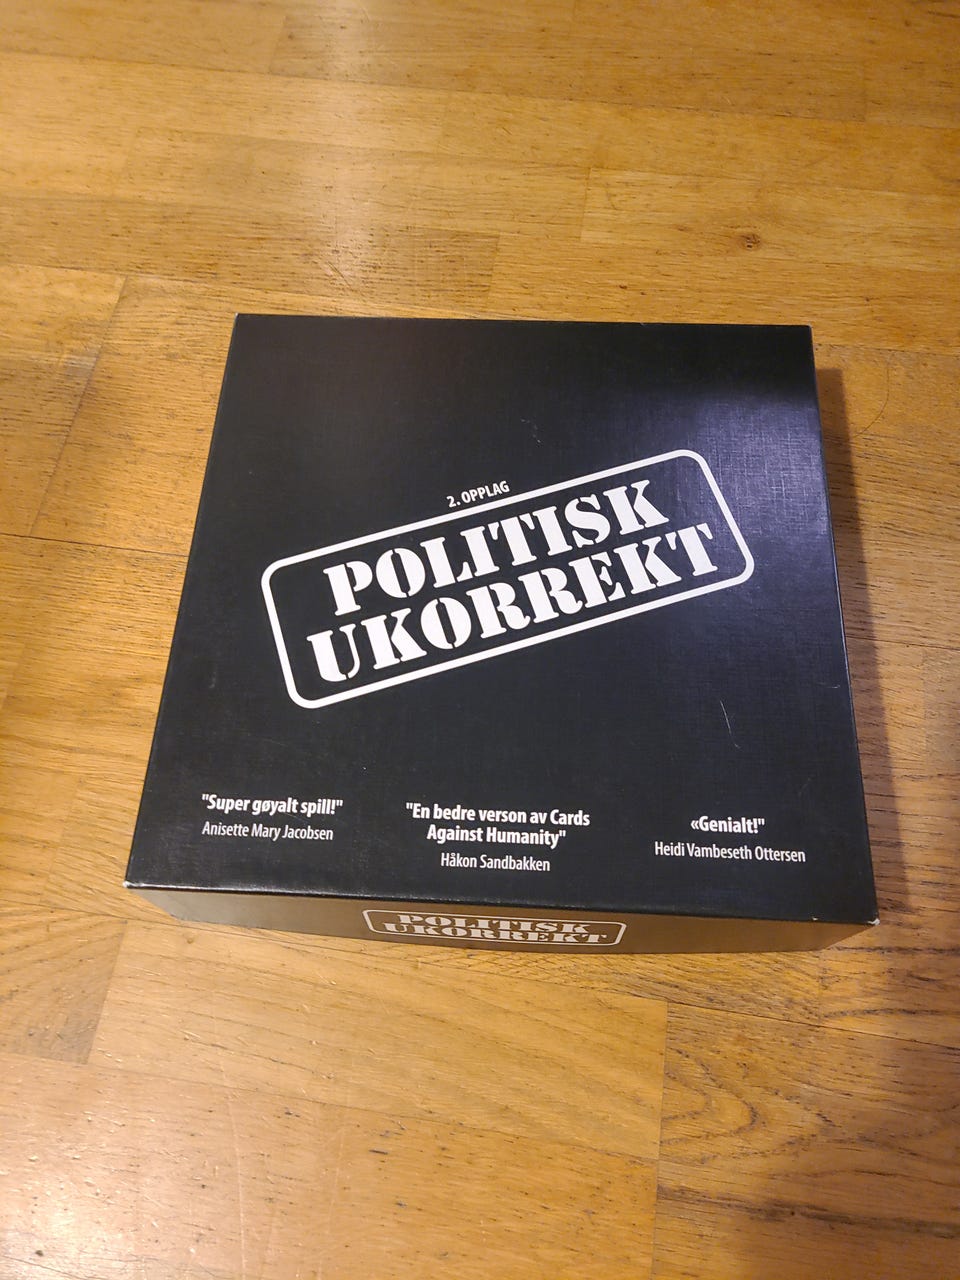 2. OPPLAG
POLITISK
UKORREKT
"Super gøyalt spill!"
Anisette Mary Jacobsen
"En bedre verson av Cards
Against Humanity"
Håkon Sandbakken
«Genialt!"
Heidi Vambeseth Ottersen
POLITISK
UKORREKT